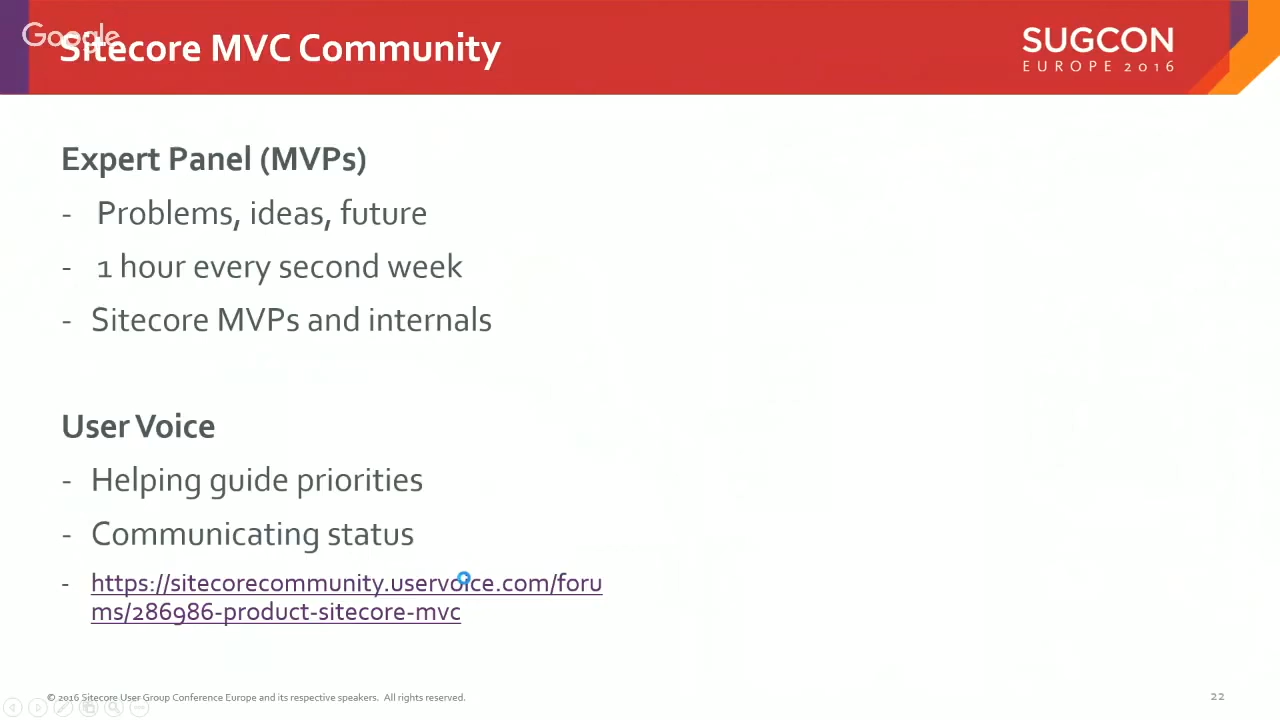 Google
Sitecore MVC Community
SUGCON
EUROPE 2016
Expert Panel (MVPs)
- Problems, ideas, future
- 1 hour every second week
- Sitecore MVPs and internals
User Voice
- Helping guide priorities
- Communicating status
- https://sitecorecommunity.uservoice.com/foru
ms/286986-product-sitecore-mvc
© 2016 Sitecore User Group Conference Europe and its respective speakers. All rights reserved.
22